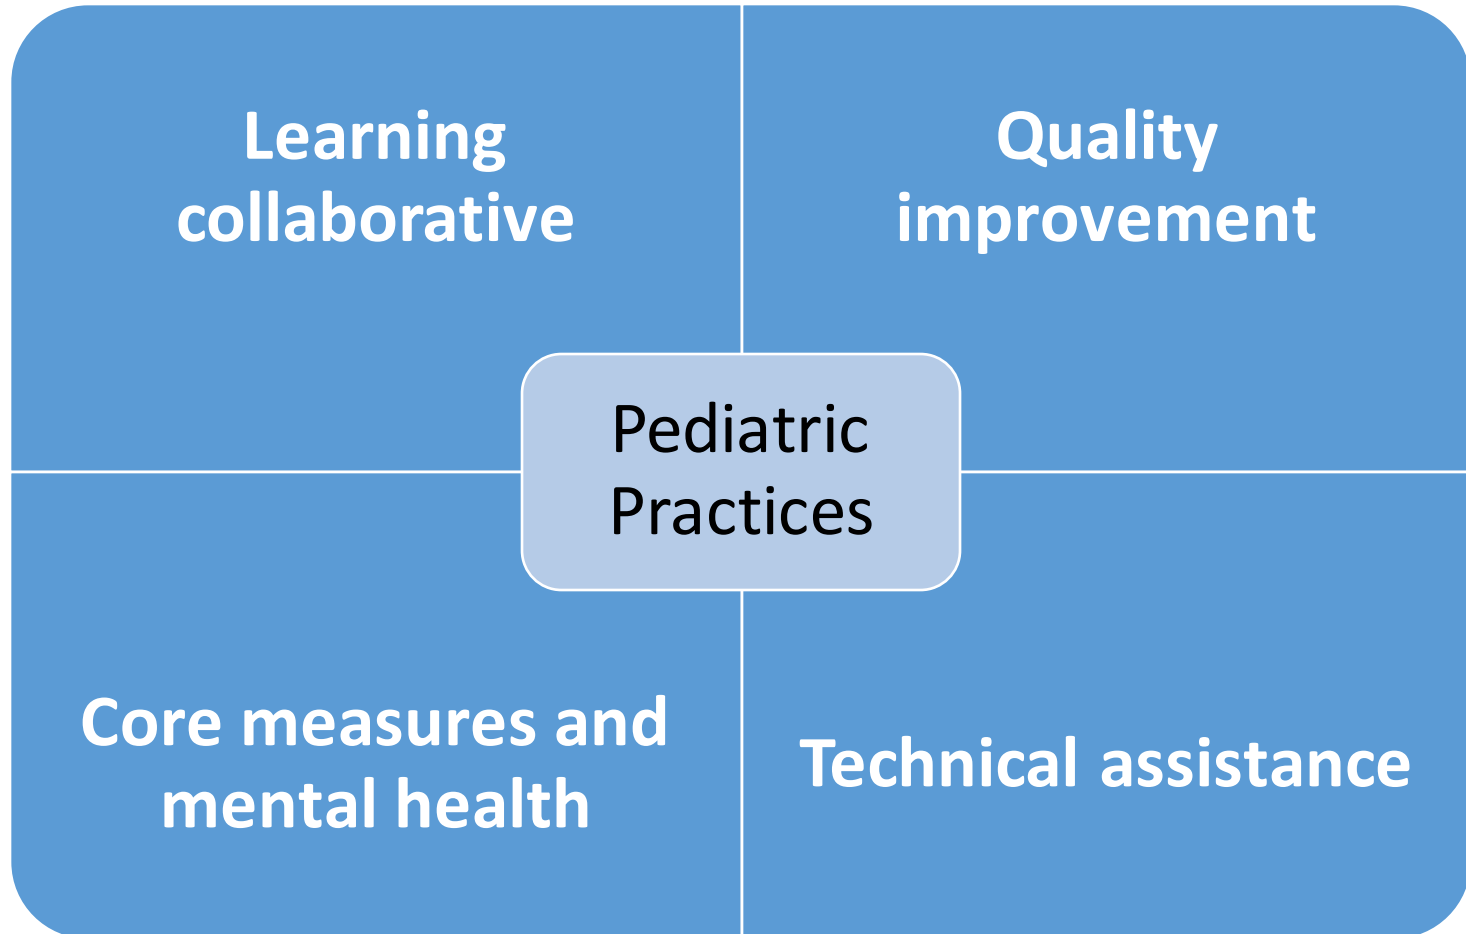 Learning
collaborative
Quality
improvement
Pediatric
Practices
Core measures and
mental health
Technical assistance